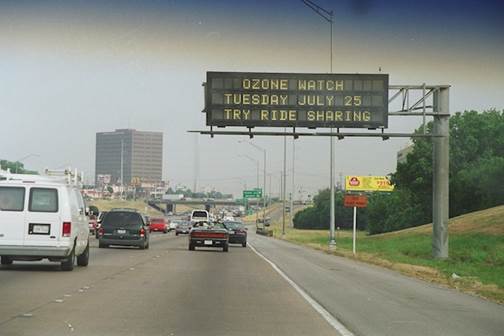 OZONE WATCH
TUESDAY JULY 25
TRY RIDE SHARING